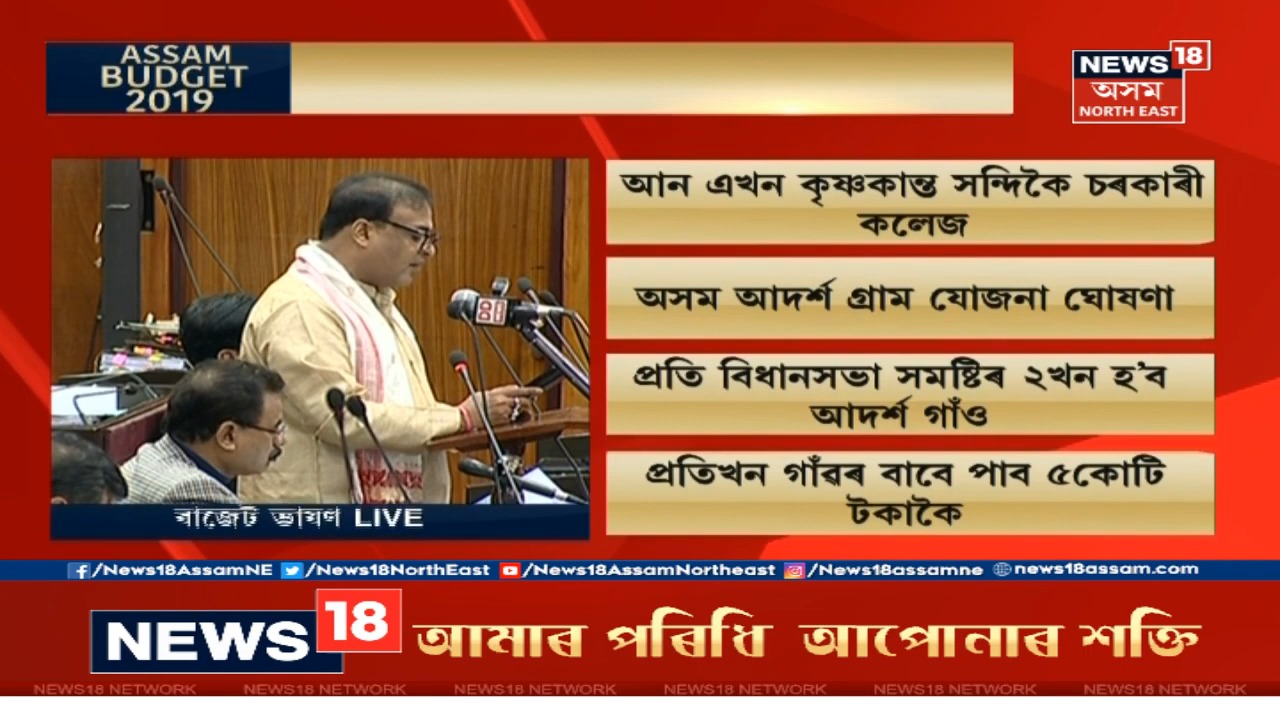 ASSAM
BUDGET
2019
NEWS 18
অসম
NORTH EAST
আন এখন কৃষ্ণকান্ত সন্দিকৈ চৰকাৰী
কলেজ
অসম আদৰ্শ গ্ৰাম যোজনা ঘোষণা
প্ৰতি বিধানসভা সমষ্টিৰ ২খন হ'ব
আদৰ্শ গাঁও
প্ৰতিখন গাঁৱৰ বাবে পাব ৫কোটি
টকাকৈ
DD
বাজেট ভাষণ LIVE
/News18AssamNE /News18NorthEast /News18AssamNortheast /News18assamne news18assam.com
NEWS 18 আমাৰ পৰিধি আপোনাৰ শক্তি
NEWS18 NETWORK NEWS18 NETWORK NEWS18 NETWORK NEWS18 NETWORK NEWS18 NETWORK NEWS18 NETWORK